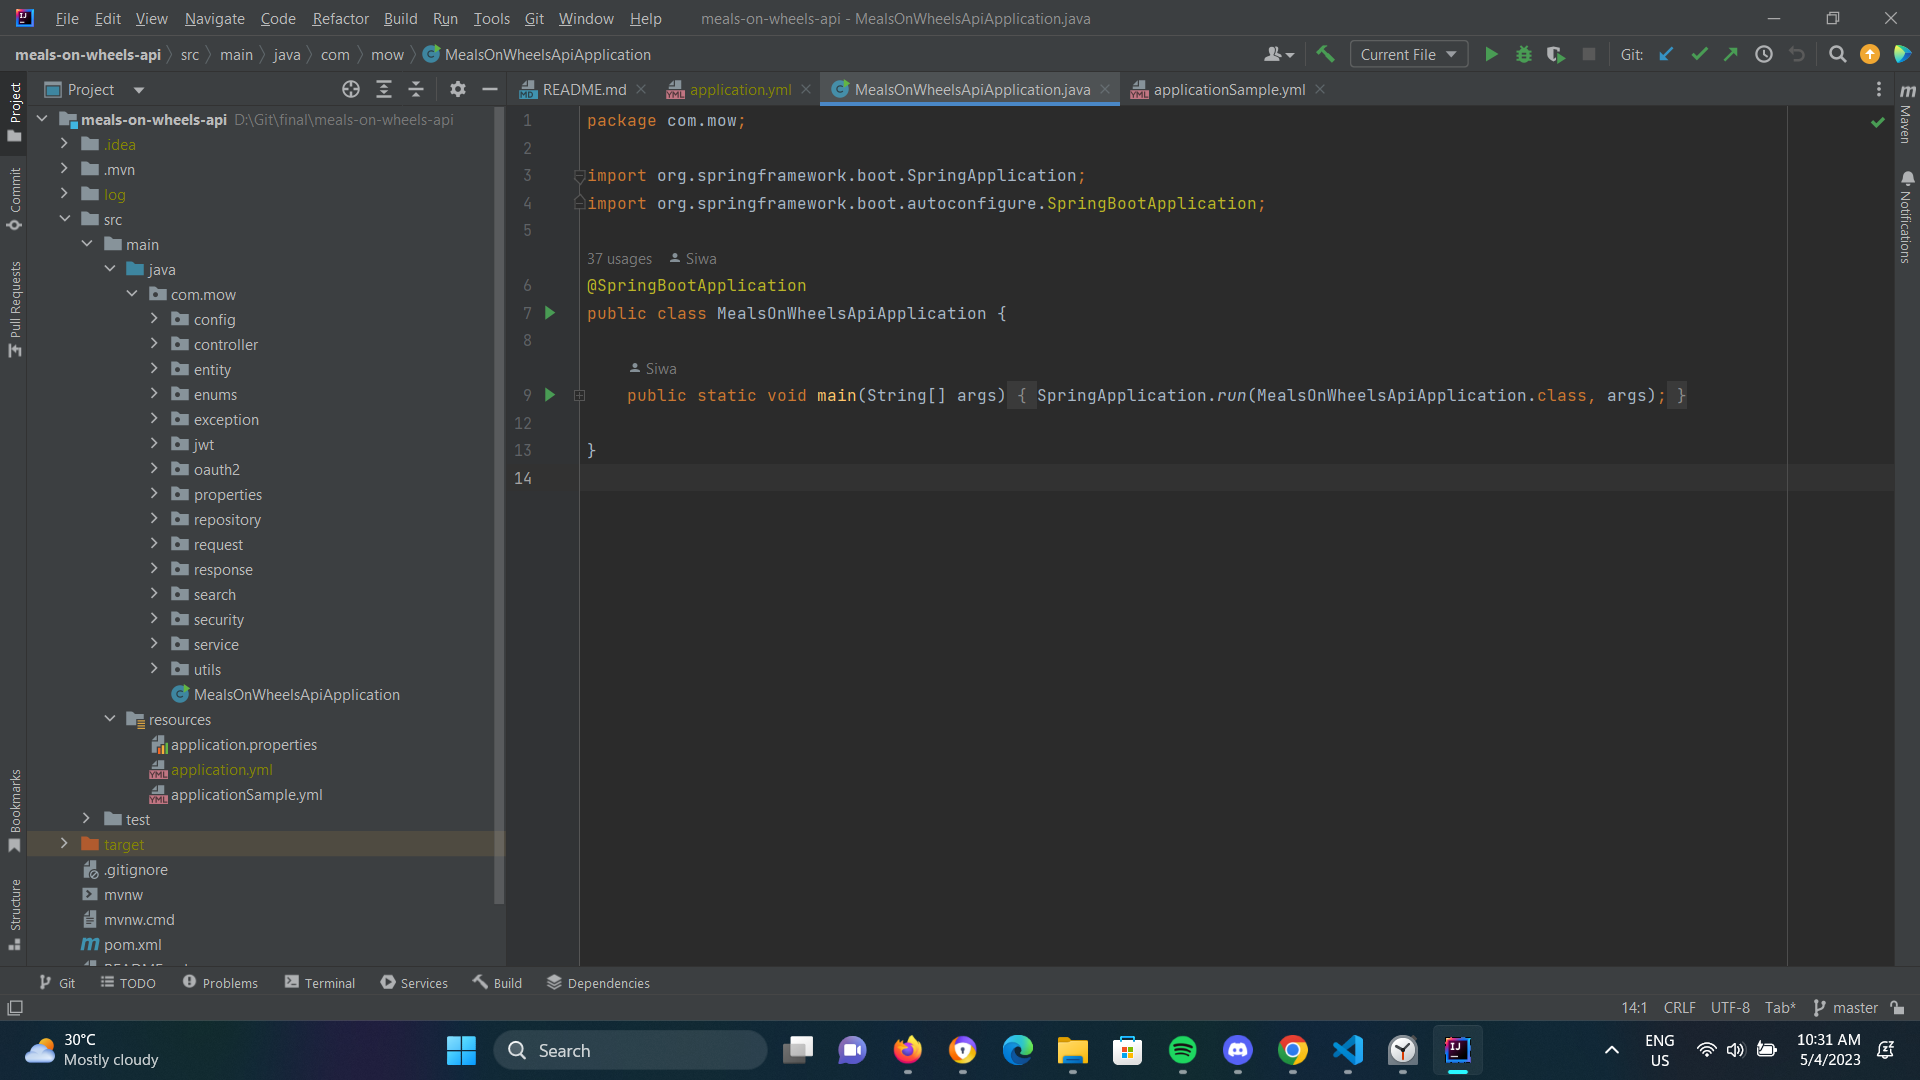 File Edit View Navigate Code Refactor Build Run Tools Git Window Help meals-on-wheels-api - MealsOnWheelsApiApplication.java
meals-on-wheels-api src main java com mow MealsOnWheelsApiApplication Current File Git:
Project
README.md application.yml MealsOnWheelsApiApplication.java applicationSample.yml
meals-on-wheels-api D:\Git\final\meals-on-wheels-api
.idea
.mvn
log
src
main
java
com.mow
config
controller
entity
enums
exception
jwt
oauth2
properties
repository
request
response
search
security
service
utils
MealsOnWheelsApiApplication
resources
application.properties
application.yml
applicationSample.yml
test
target
.gitignore
mvnw
mvnw.cmd
pom.xml
Project
Commit
Pull Requests
Bookmarks
Structure
1 package com.mow;
2
3 import org.springframework.boot.SpringApplication;
4 import org.springframework.boot.autoconfigure.SpringBootApplication;
5
37 usages Siwa
6 @SpringBootApplication
7 public class MealsOnWheelsApiApplication {
8
Siwa
9 public static void main(String[] args) { SpringApplication.run(MealsOnWheelsApiApplication.class, args); }
12
13 }
14
Maven
Notifications
Git TODO Problems Terminal Services Build Dependencies
14:1 CRLF UTF-8 Tab* master
30°C
Mostly cloudy
Search
ENG
US
10:31 AM
5/4/2023